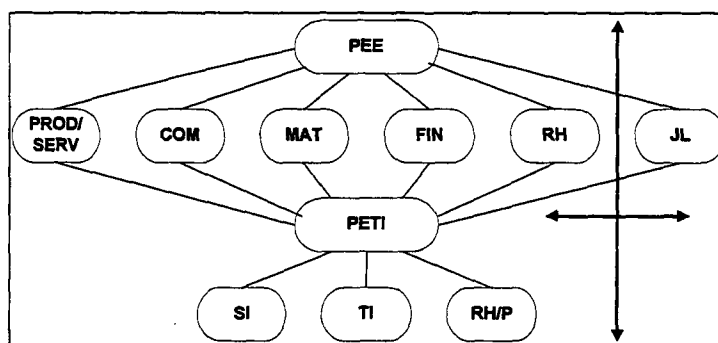 PEE
PROD/
SERV
COM
MAT
FIN
RH
JL
PETI
SI
TI
RH/P